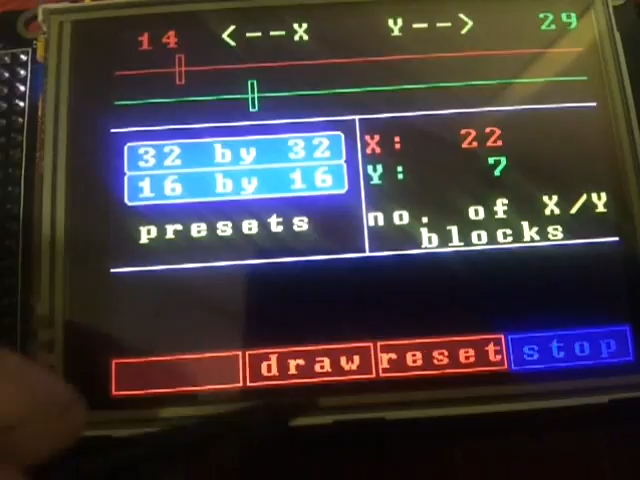 14 <--X Y--> 29
32 by 32
16 by 16
presets
X: 22
Y: 7
no. of X/Y
blocks
draw reset stop